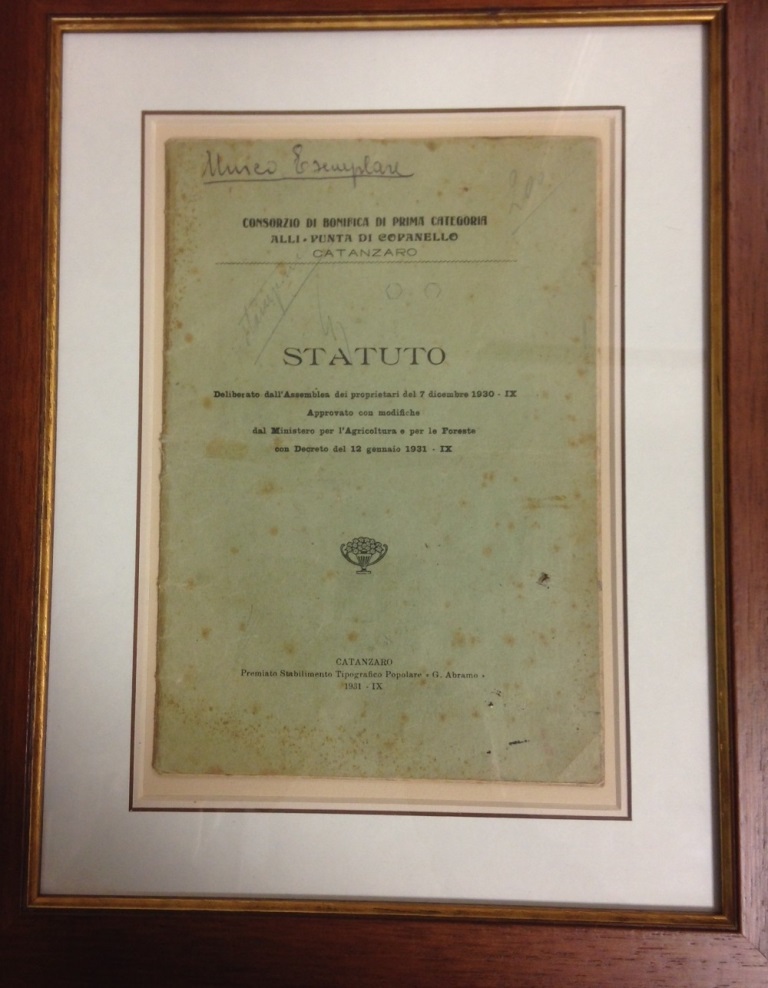 Unico Esemplare
CONSORZIO DI BONIFICA DI PRIMA CATEGORIA
ALLI - PUNTA DI COPANELLO
CATANZARO
STATUTO
Deliberato dall'Assemblea dei proprietari del 7 dicembre 1930 - IX
Approvato con modifiche
dal Ministero per l'Agricoltura e per le Foreste
con Decreto del 12 gennaio 1931 - IX
CATANZARO
Premiato Stabilimento Tipografico Popolare « G. Abramo »
1931 - IX